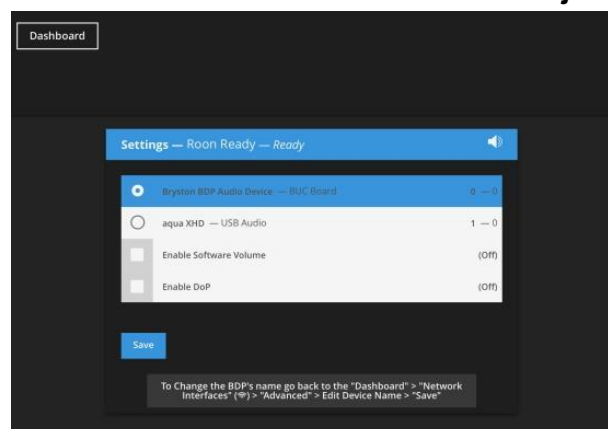 Dashboard
Settings — Roon Ready — Ready
Bryston BDP Audio Device — BUC Board 0 — 0
aqua XHD — USB Audio 1 — 0
Enable Software Volume (Off)
Enable DoP (Off)
Save
To Change the BDP's name go back to the "Dashboard" > "Network
Interfaces" () > "Advanced" > Edit Device Name > "Save"